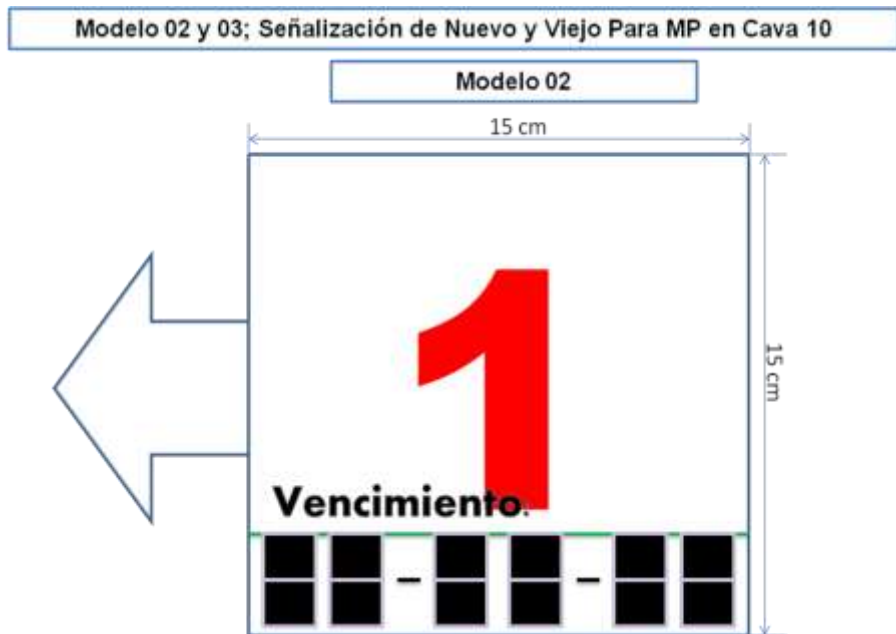 Modelo 02 y 03; Señalización de Nuevo y Viejo Para MP en Cava 10
Modelo 02
15 cm
1
15 cm
Vencimiento:
- -